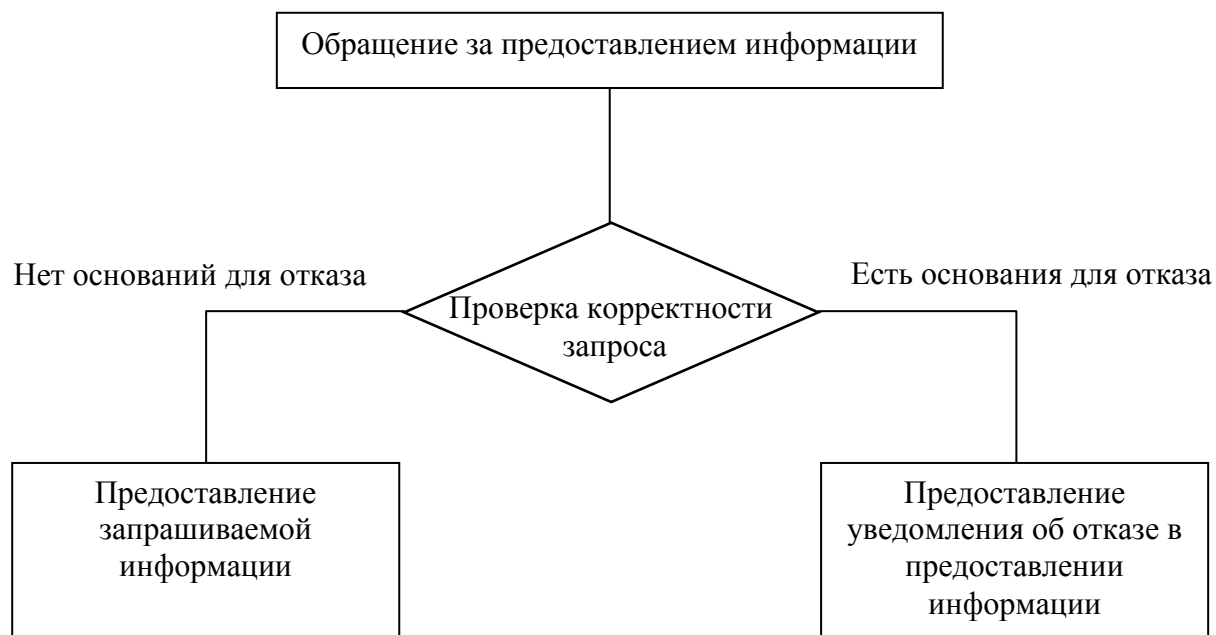 Обращение за предоставлением информации
Нет оснований для отказа
Есть основания для отказа
Проверка корректности
запроса
Предоставление
запрашиваемой
информации
Предоставление
уведомления об отказе в
предоставлении
информации